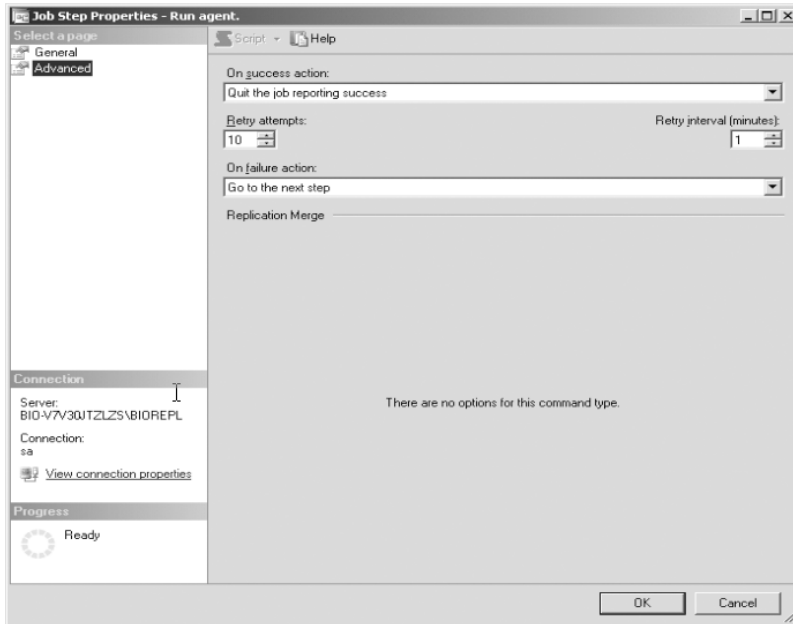 Job Step Properties - Run agent.
Select a page
General
Advanced
Script Help
On success action:
Quit the job reporting success
Retry attempts: Retry interval (minutes):
10 1
On failure action:
Go to the next step
Replication Merge
There are no options for this command type.
Connection
Server:
BIO-V7V30JTZLZS\BIOREPL
Connection:
sa
View connection properties
Progress
Ready
OK Cancel